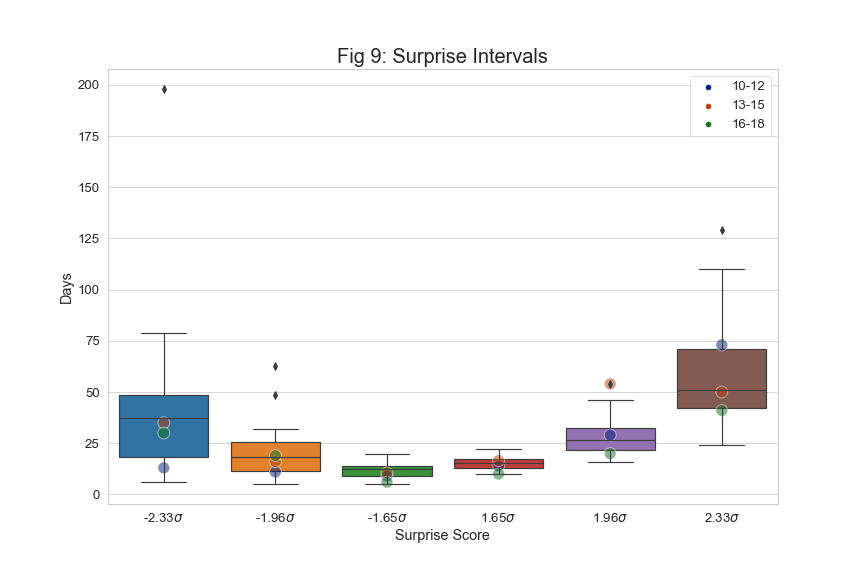 Fig 9: Surprise Intervals
200
175
150
125
100
75
50
25
0
Days
10-12
13-15
16-18
-2.33σ
-1.96σ
-1.65σ
1.65σ
1.96σ
2.33σ
Surprise Score